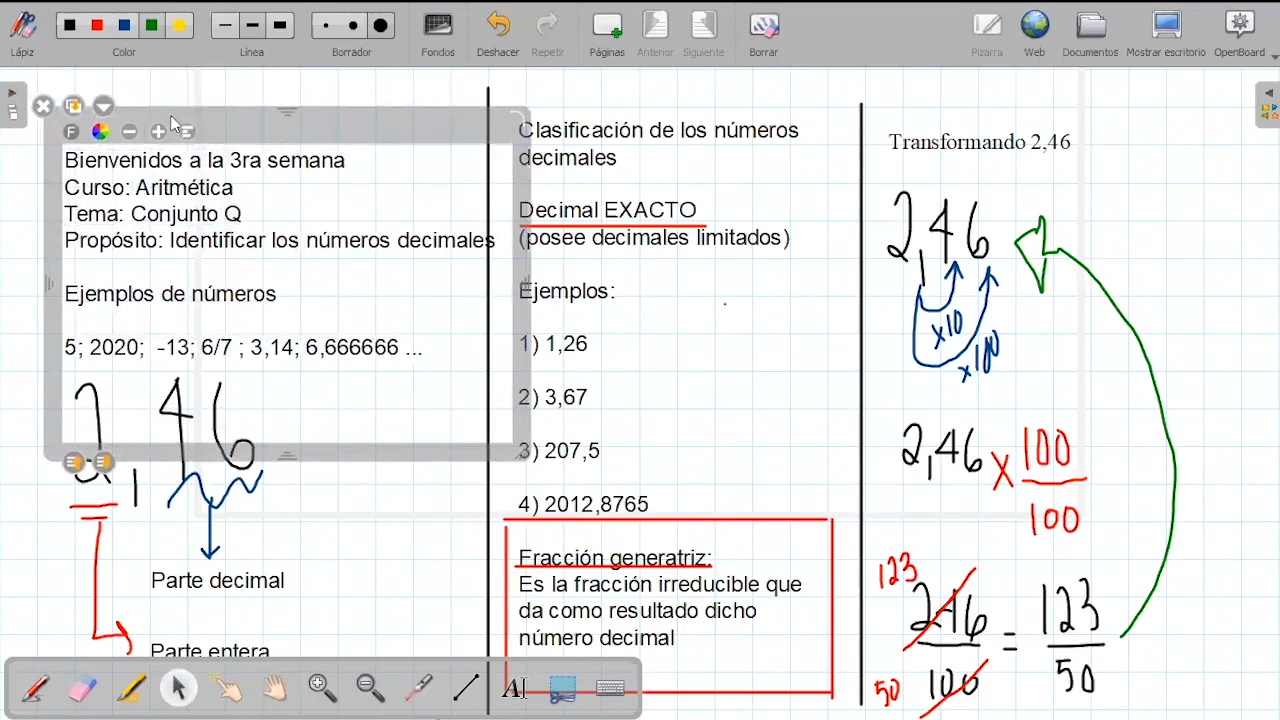 Lápiz
Color
Línea
Borrador
Fondos
Deshacer
Repetir
Páginas
Anterior
Siguiente
Borrar
Pizarra
Web
Documentos
Mostrar escritorio
OpenBoard
F
Bienvenidos a la 3ra semana
Curso: Aritmética
Tema: Conjunto Q
Propósito: Identificar los números decimales
Ejemplos de números
5; 2020; -13; 6/7 ; 3,14; 6,666666 ...
2,46
Parte decimal
Parte entera
Clasificación de los números
decimales
Decimal EXACTO
(posee decimales limitados)
Ejemplos:
1) 1,26
2) 3,67
3) 207,5
4) 2012,8765
Fracción generatriz:
Es la fracción irreducible que
da como resultado dicho
número decimal
Transformando 2,46
2,46
x10
x100
2,46 x 100
100
123
246 = 123
100 50
50